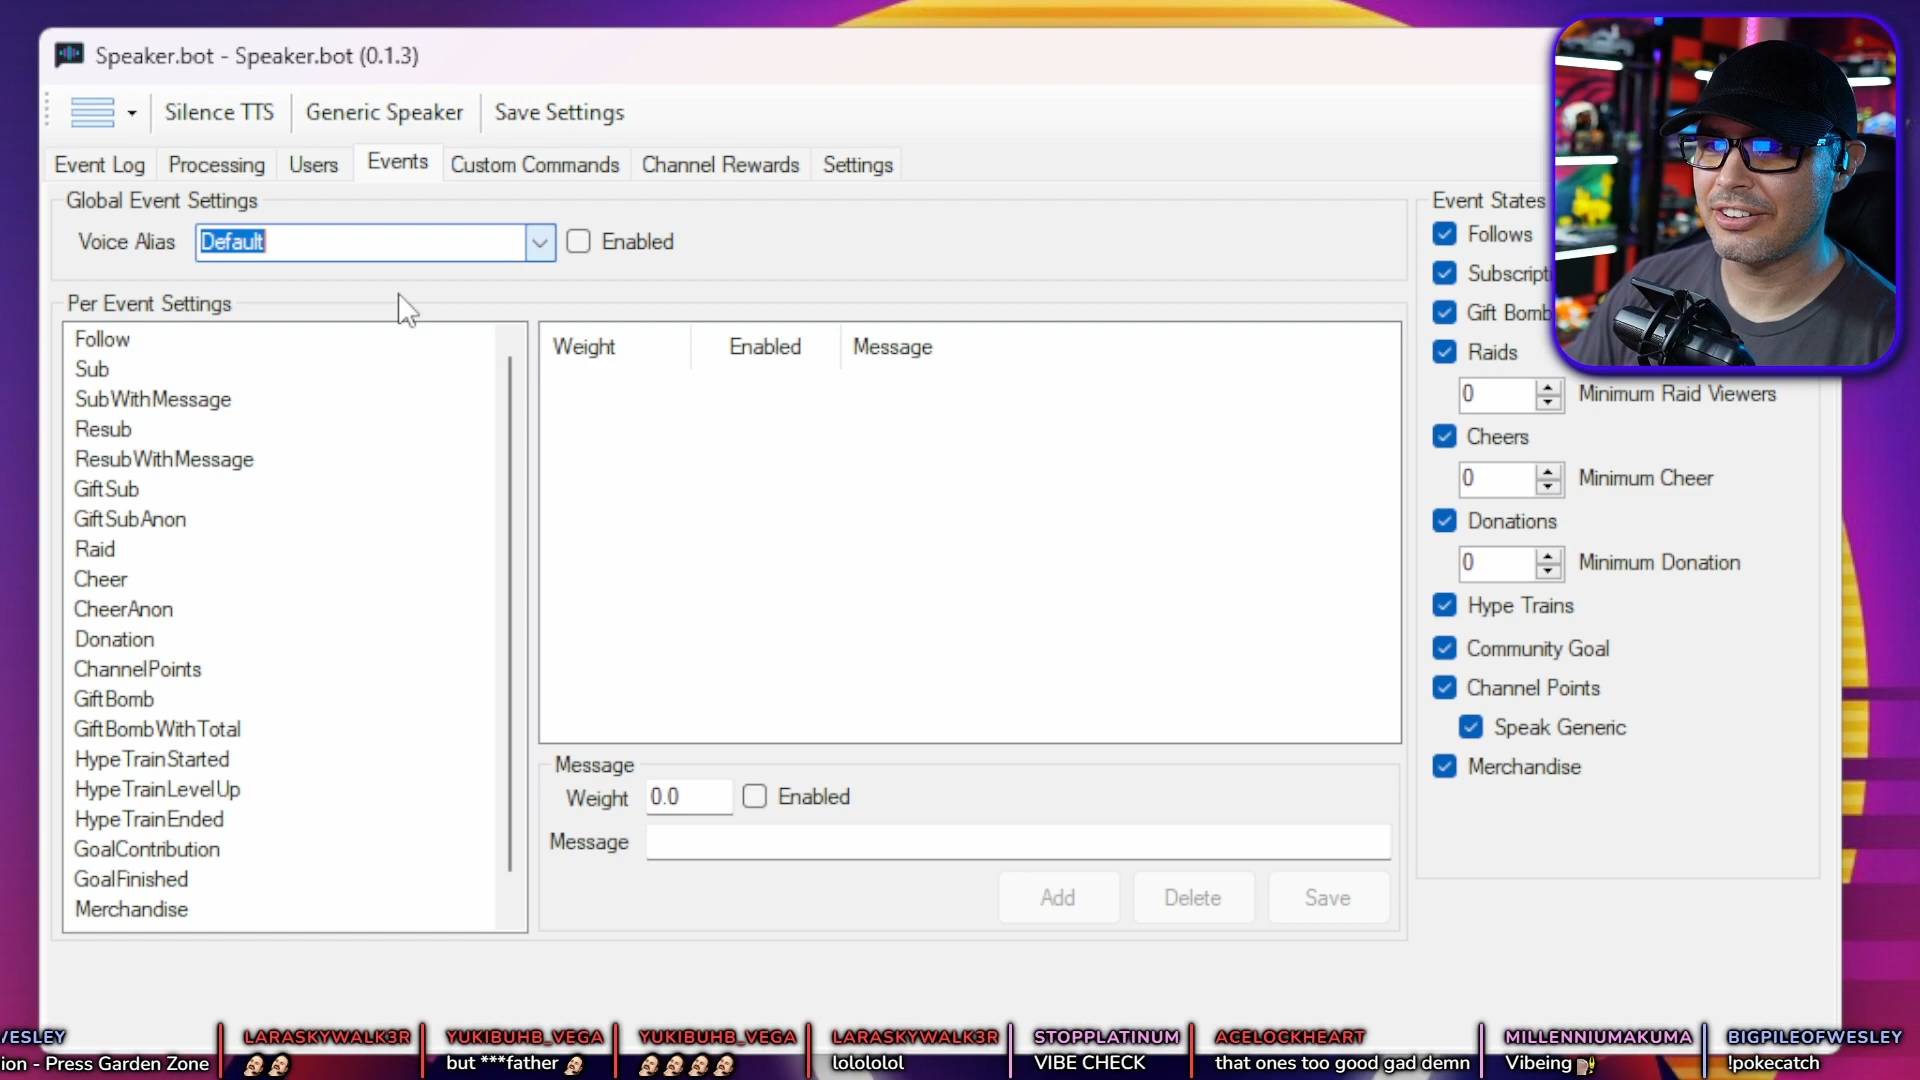 Speaker.bot - Speaker.bot (0.1.3)
Silence TTS
Generic Speaker
Save Settings
Event Log
Processing
Users
Events
Custom Commands
Channel Rewards
Settings
Global Event Settings
Voice Alias
Default
Enabled
Per Event Settings
Follow
Sub
SubWithMessage
Resub
ResubWithMessage
GiftSub
GiftSubAnon
Raid
Cheer
CheerAnon
Donation
ChannelPoints
GiftBomb
GiftBombWithTotal
HypeTrainStarted
HypeTrainLevelUp
HypeTrainEnded
GoalContribution
GoalFinished
Merchandise
Weight
Enabled
Message
Message
Weight
0.0
Enabled
Message
Add
Delete
Save
Event States
Follows
Subscripti
Gift Bomb
Raids
0
Minimum Raid Viewers
Cheers
0
Minimum Cheer
Donations
0
Minimum Donation
Hype Trains
Community Goal
Channel Points
Speak Generic
Merchandise
VESLEY
ion - Press Garden Zone
LARASKYWALK3R
YUKIBUHB_VEGA
but ***father
YUKIBUHB_VEGA
LARASKYWALK3R
lolololol
STOPPLATINUM
VIBE CHECK
ACELOCKHEART
that ones too good gad demn
MILLENNIUMAKUMA
Vibeing
BIGPILEOFWESLEY
!pokecatch